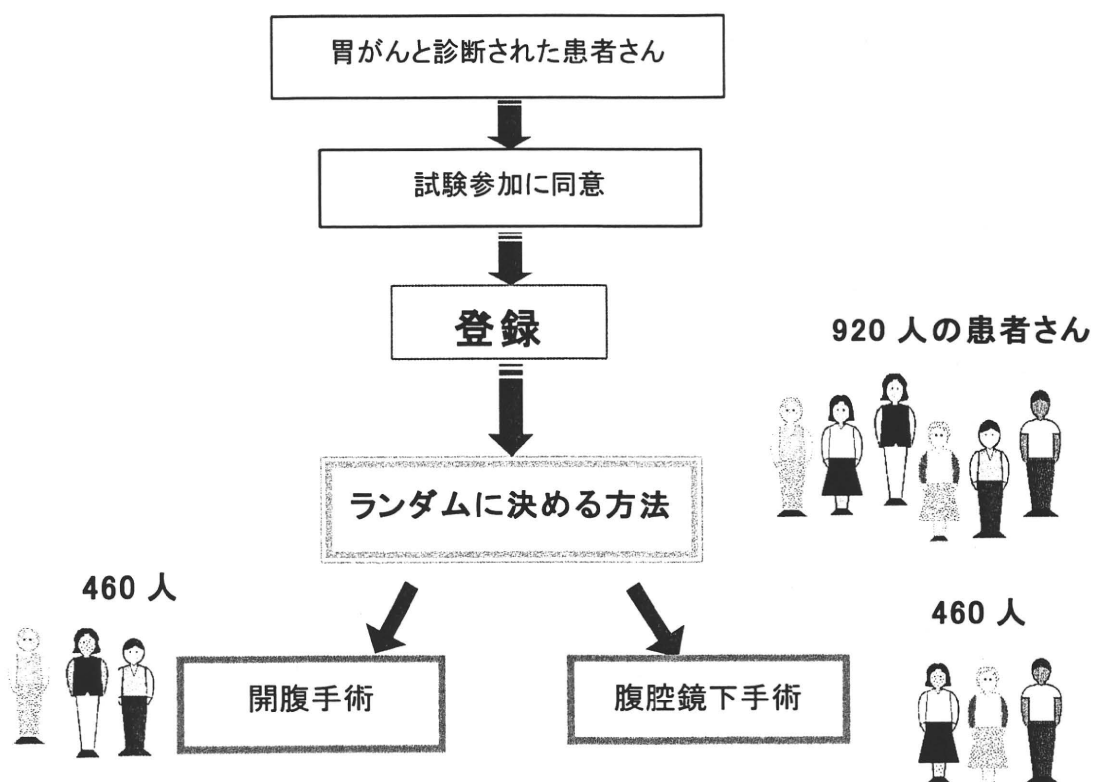 胃がんと診断された患者さん
試験参加に同意
登録
920 人の患者さん
ランダムに決める方法
460 人
460 人
開腹手術
腹腔鏡下手術